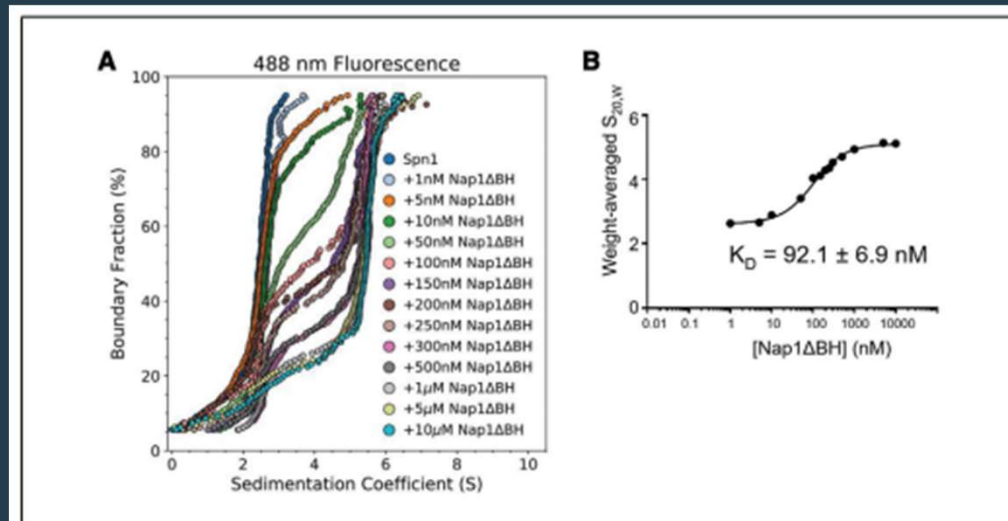 A
488 nm Fluorescence
100
80
60
40
20
0
Boundary Fraction (%)
0 2 4 6 8 10
Sedimentation Coefficient (S)
Spn1
+1nM Nap1ΔBH
+5nM Nap1ΔBH
+10nM Nap1ΔBH
+50nM Nap1ΔBH
+100nM Nap1ΔBH
+150nM Nap1ΔBH
+200nM Nap1ΔBH
+250nM Nap1ΔBH
+300nM Nap1ΔBH
+500nM Nap1ΔBH
+1μM Nap1ΔBH
+5μM Nap1ΔBH
+10μM Nap1ΔBH
B
Weight-averaged S20,W
6
4
2
0
KD = 92.1 ± 6.9 nM
0.01 0.1 1 10 100 1000 10000
[Nap1ΔBH] (nM)